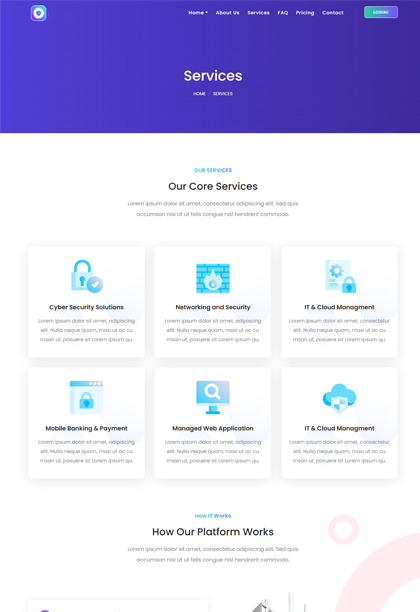 Home About Us Services FAQ Pricing Contact
Services
HOME SERVICES
OUR SERVICES
Our Core Services
Lorem ipsum dolor sit amet, consectetur adipiscing elit. Sed quis
accumsan nisi Ut ut felis congue nisl hendrerit commodo.
Cyber Security Solutions
Lorem ipsum dolor sit amet, adipiscing
elit. Nulla neque quam, maxi ut ac cu
msan ut, posuere sit Lorem ipsum qu.
Networking and Security
Lorem ipsum dolor sit amet, adipiscing
elit. Nulla neque quam, maxi ut ac cu
msan ut, posuere sit Lorem ipsum qu.
IT & Cloud Managment
Lorem ipsum dolor sit amet, consectetur
elit. Nulla neque quam, maxi ut ac cu
msan ut, posuere sit Lorem ipsum qu.
Mobile Banking & Payment
Lorem ipsum dolor sit amet, adipiscing
elit. Nulla neque quam, maxi ut ac cu
msan ut, posuere sit Lorem ipsum qu.
Managed Web Application
Lorem ipsum dolor sit amet, adipiscing
elit. Nulla neque quam, maxi ut ac cu
msan ut, posuere sit Lorem ipsum qu.
IT & Cloud Managment
Lorem ipsum dolor sit amet, consectetur
elit. Nulla neque quam, maxi ut ac cu
msan ut, posuere sit Lorem ipsum qu.
How IT Works
How Our Platform Works
Lorem ipsum dolor sit amet, consectetur adipiscing elit. Sed quis
accumsan nisi Ut ut felis congue nisl hendrerit commodo.